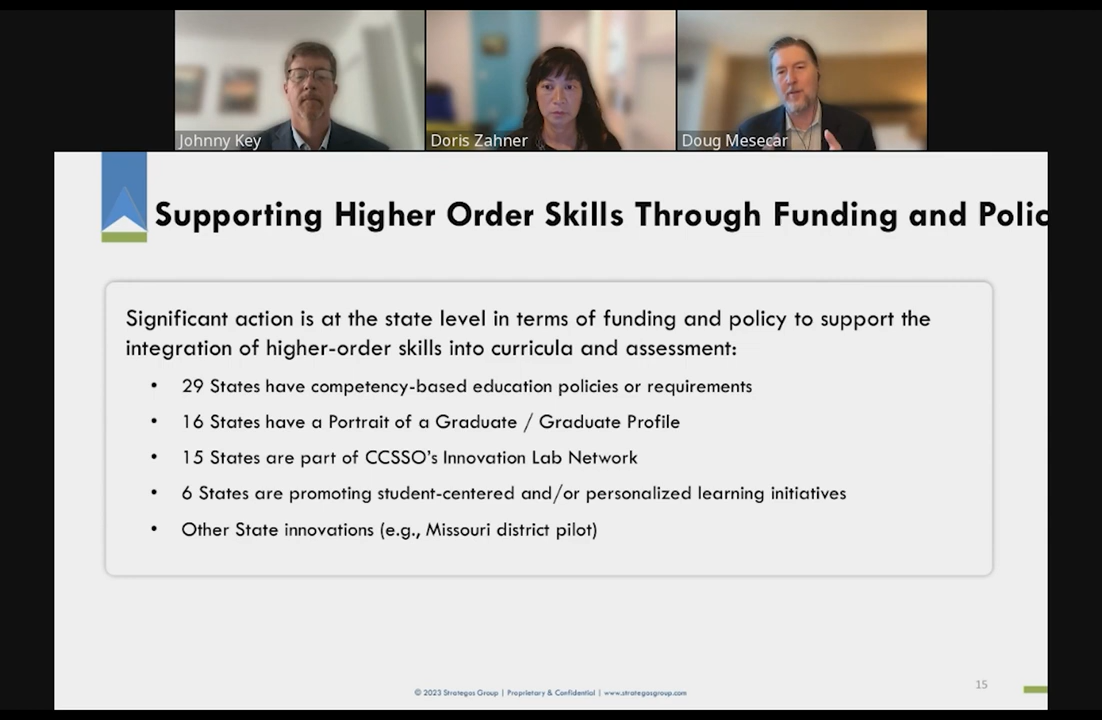 Johnny Key
Doris Zahner
Doug Mesecar
Supporting Higher Order Skills Through Funding and Polic
Significant action is at the state level in terms of funding and policy to support the
integration of higher-order skills into curricula and assessment:
• 29 States have competency-based education policies or requirements
• 16 States have a Portrait of a Graduate / Graduate Profile
• 15 States are part of CCSSO’s Innovation Lab Network
• 6 States are promoting student-centered and/or personalized learning initiatives
• Other State innovations (e.g., Missouri district pilot)
© 2023 Strategos Group | Proprietary & Confidential | www.strategosgroup.com
15